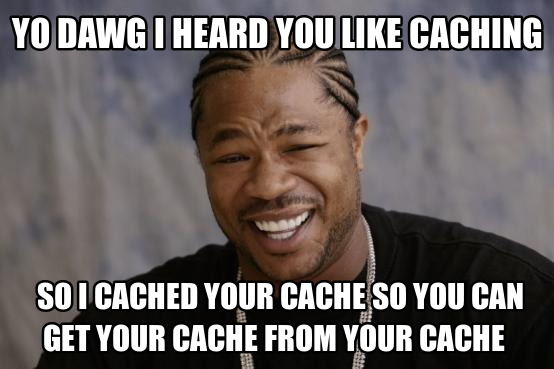 YO DAWG I HEARD YOU LIKE CACHING
SO I CACHED YOUR CACHE SO YOU CAN
GET YOUR CACHE FROM YOUR CACHE